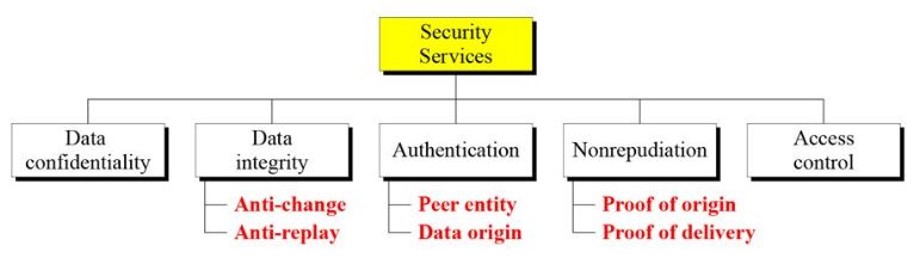 Security
Services
Data
confidentiality
Data
integrity
Authentication
Nonrepudiation
Access
control
Anti-change
Anti-replay
Peer entity
Data origin
Proof of origin
Proof of delivery